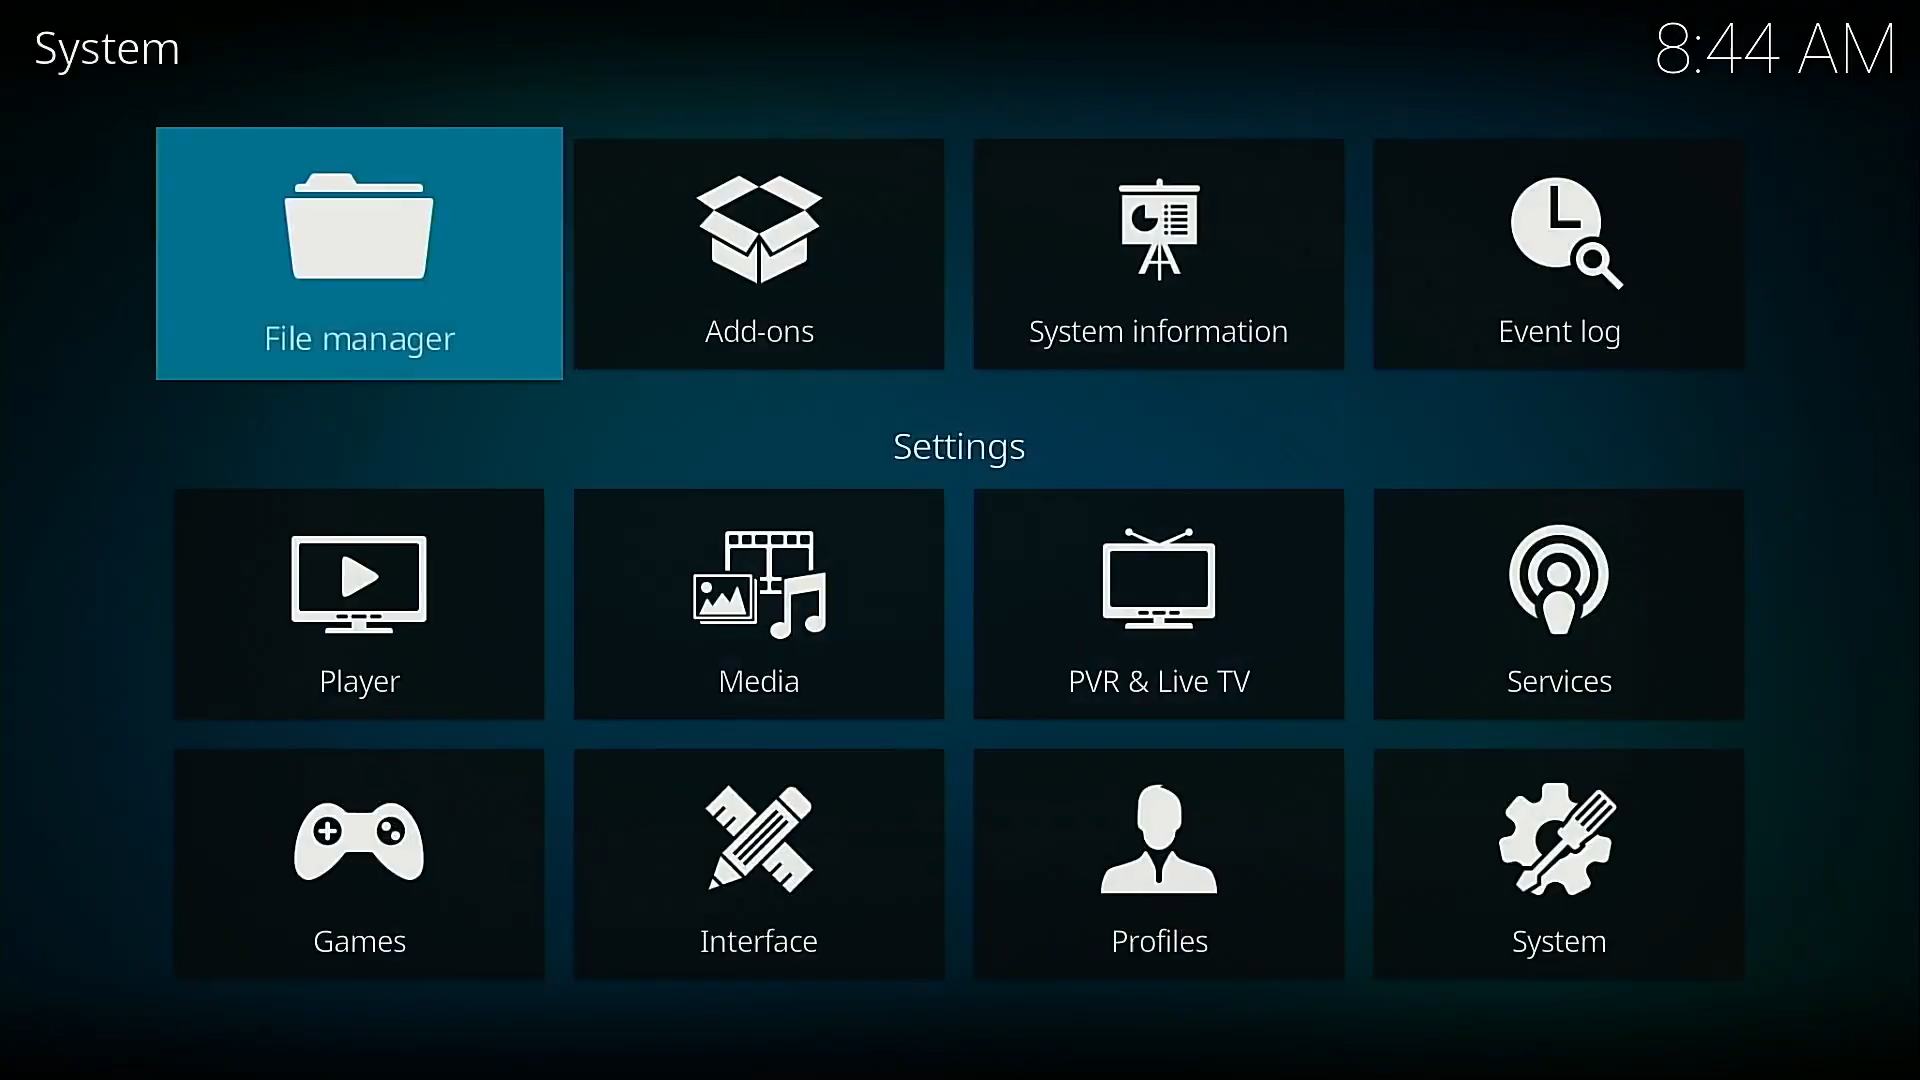 System
8:44 AM
File manager
Add-ons
System information
Event log
Settings
Player
Media
PVR & Live TV
Services
Games
Interface
Profiles
System